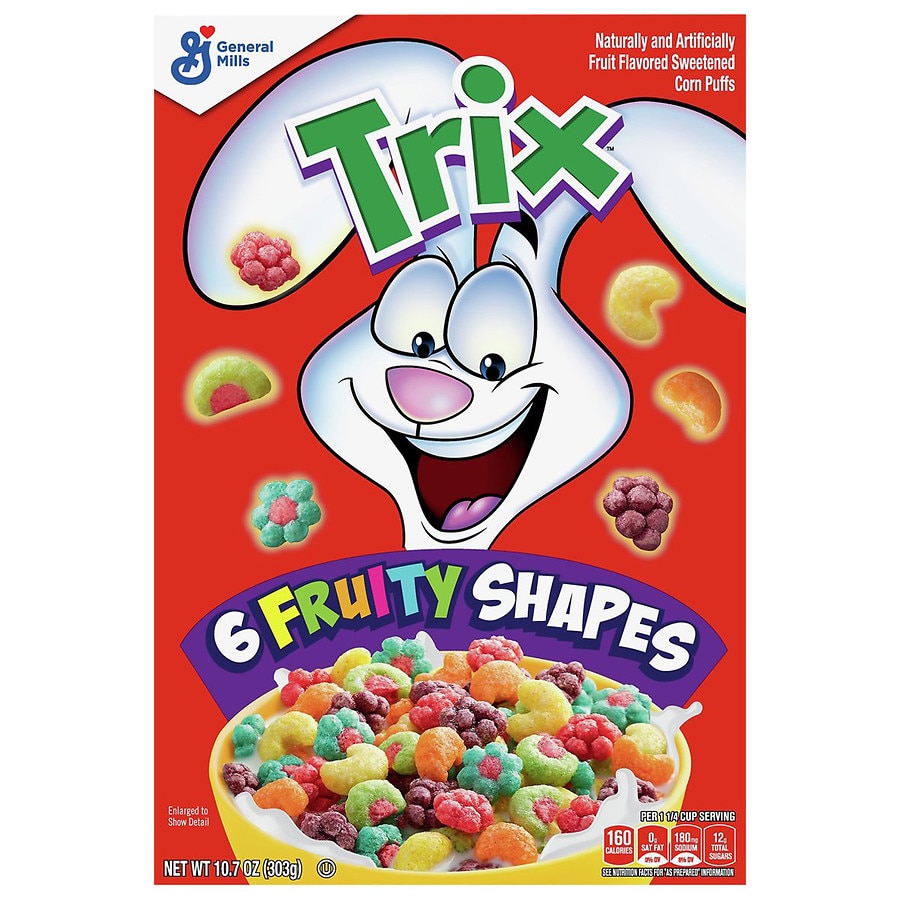 General
Mills
Naturally and Artificially
Fruit Flavored Sweetened
Corn Puffs
Trix™
6 FRUITY SHAPES
Enlarged to
Show Detail
PER 1 1/4 CUP SERVING
160
CALORIES
0g
SAT FAT
0% DV
180mg
SODIUM
8% DV
12g
TOTAL
SUGARS
SEE NUTRITION FACTS FOR "AS PREPARED" INFORMATION
NET WT 10.7 OZ (303g)
U